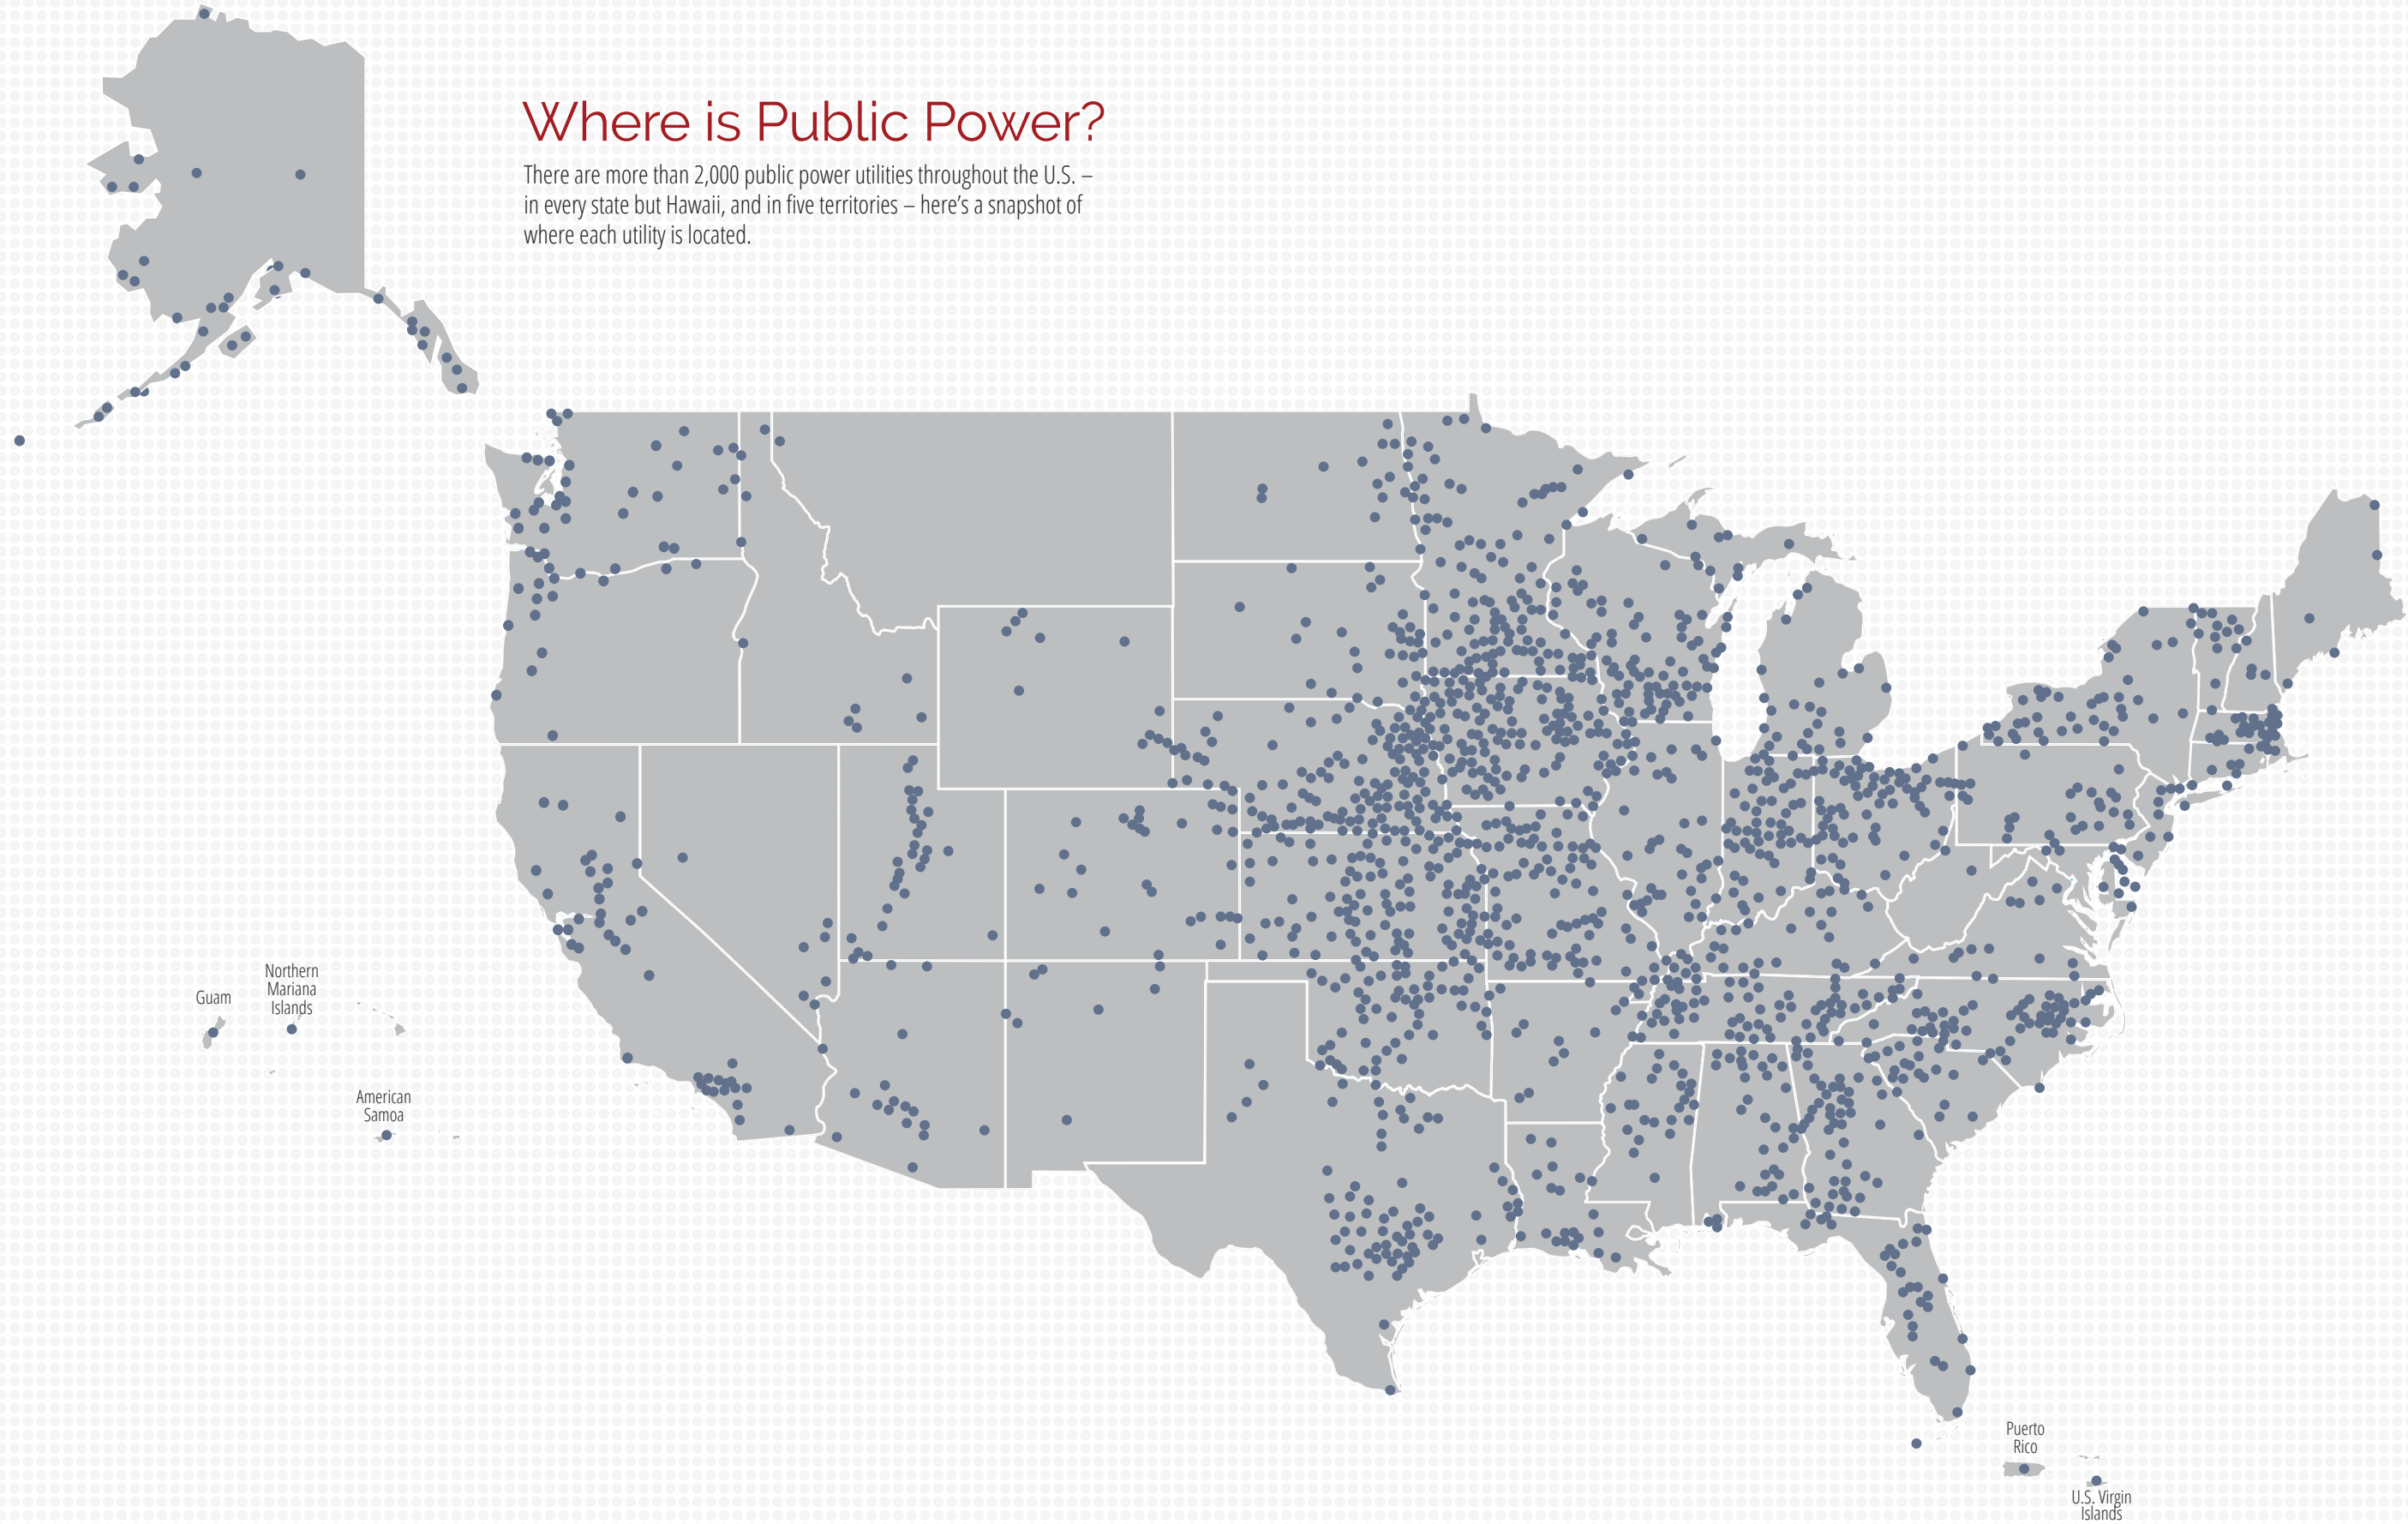 Where is Public Power?
There are more than 2,000 public power utilities throughout the U.S. –
in every state but Hawaii, and in five territories – here’s a snapshot of
where each utility is located.
Guam
Northern
Mariana
Islands
American
Samoa
Puerto
Rico
U.S. Virgin
Islands